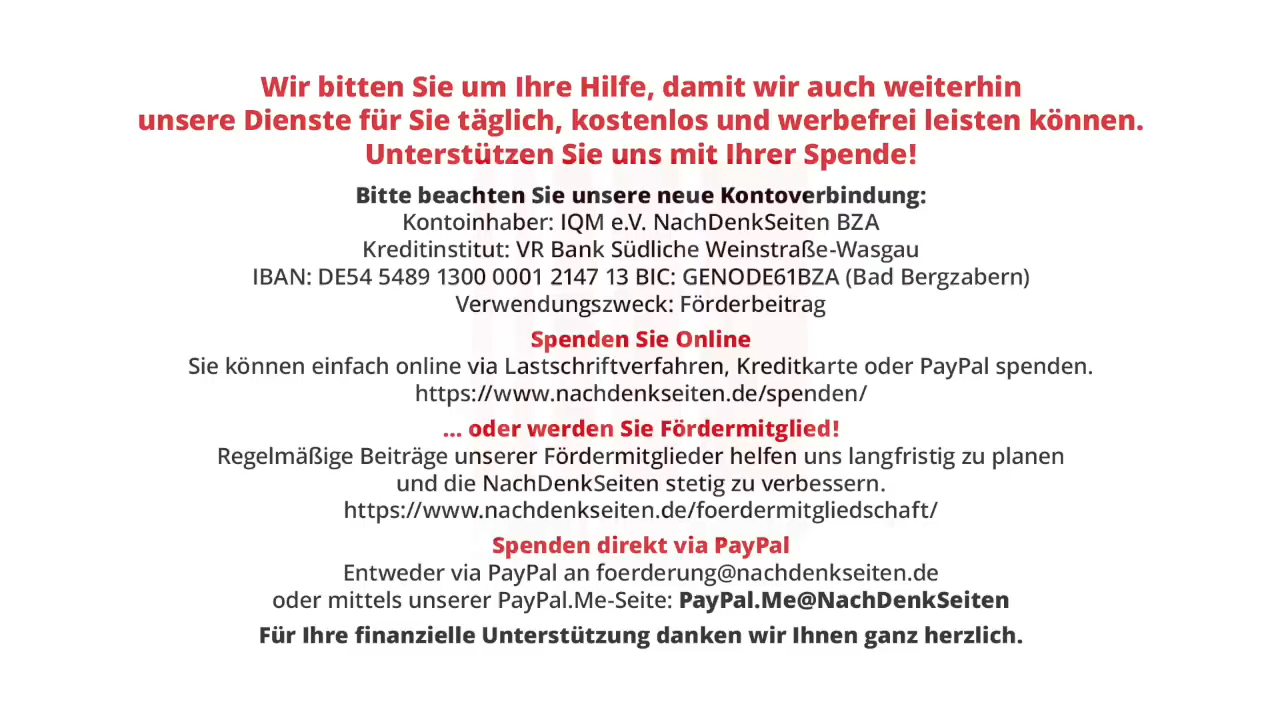 Wir bitten Sie um Ihre Hilfe, damit wir auch weiterhin
unsere Dienste für Sie täglich, kostenlos und werbefrei leisten können.
Unterstützen Sie uns mit Ihrer Spende!
Bitte beachten Sie unsere neue Kontoverbindung:
Kontoinhaber: IQM e.V. NachDenkSeiten BZA
Kreditinstitut: VR Bank Südliche Weinstraße-Wasgau
IBAN: DE54 5489 1300 0001 2147 13 BIC: GENODE61BZA (Bad Bergzabern)
Verwendungszweck: Förderbeitrag
Spenden Sie Online
Sie können einfach online via Lastschriftverfahren, Kreditkarte oder PayPal spenden.
https://www.nachdenkseiten.de/spenden/
... oder werden Sie Fördermitglied!
Regelmäßige Beiträge unserer Fördermitglieder helfen uns langfristig zu planen
und die NachDenkSeiten stetig zu verbessern.
https://www.nachdenkseiten.de/foerdermitgliedschaft/
Spenden direkt via PayPal
Entweder via PayPal an foerderung@nachdenkseiten.de
oder mittels unserer PayPal.Me-Seite: PayPal.Me@NachDenkSeiten
Für Ihre finanzielle Unterstützung danken wir Ihnen ganz herzlich.